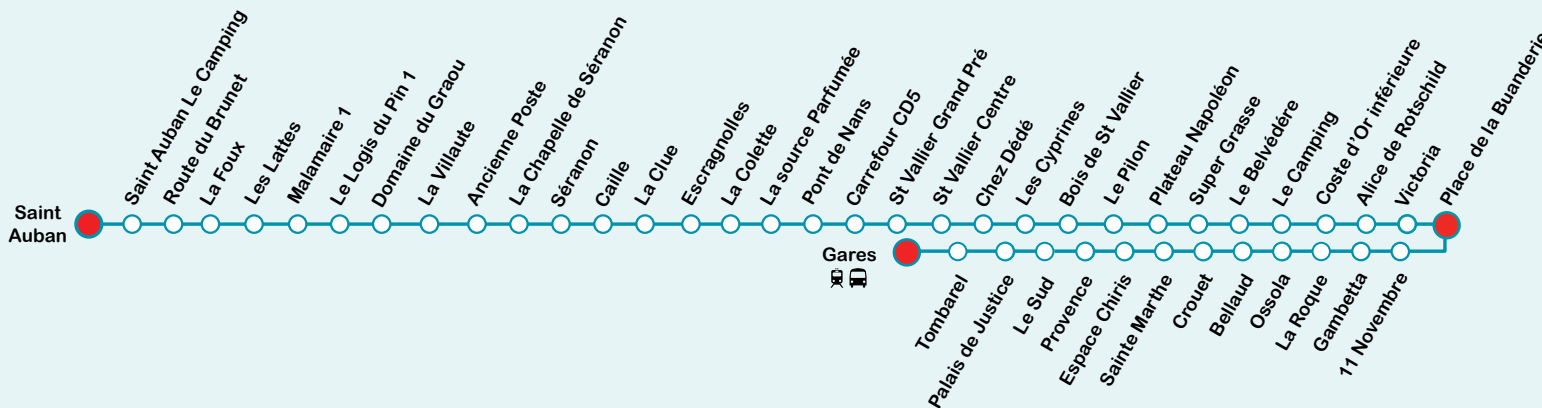 Saint
Auban
Saint Auban Le Camping
Route du Brunet
La Foux
Les Lattes
Malamaire 1
Le Logis du Pin 1
Domaine du Graou
La Villaute
Ancienne Poste
La Chapelle de Séranon
Séranon
Caille
La Clue
Escragnolles
La Colette
La source Parfumée
Pont de Nans
Carrefour CD5
St Vallier Grand Pré
St Vallier Centre
Chez Dédé
Les Cyprines
Bois de St Vallier
Le Pilon
Plateau Napoléon
Super Grasse
Le Belvédére
Le Camping
Coste d'Or inférieure
Alice de Rotschild
Victoria
Place de la Buanderie
Gares
Tombarel
Palais de Justice
Le Sud
Provence
Espace Chiris
Sainte Marthe
Crouet
Bellaud
Ossola
La Roque
Gambetta
11 Novembre